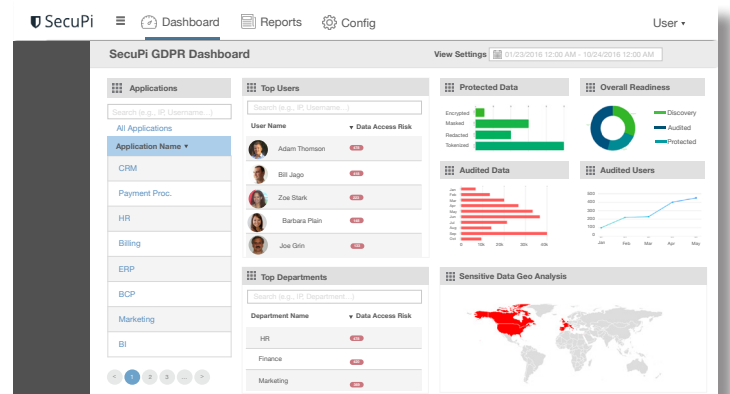 SecuPi Dashboard Reports Config User
SecuPi GDPR Dashboard View Settings 01/23/2016 12:00 AM - 10/24/2016 12:00 AM
Applications
Search (e.g., IP, Username...)
All Applications
Application Name
CRM
Payment Proc.
HR
Billing
ERP
BCP
Marketing
BI
< 1 2 3 ... >
Top Users
Search (e.g., IP, Username...)
User Name Data Access Risk
Adam Thomson
Bill Jago
Zoe Stark
Barbara Plain
Joe Grin
Top Departments
Search (e.g., IP, Department...)
Department Name Data Access Risk
HR
Finance
Marketing
Protected Data
Encrypted
Masked
Redacted
Tokenized
Overall Readiness
Discovery
Audited
Protected
Audited Data
Jan
Feb
Mar
Apr
May
Jun
Jul
Aug
Sep
Oct
0 10k 20k 30k 40k
Audited Users
500
400
300
200
100
0
Jan Feb Mar Apr May
Sensitive Data Geo Analysis